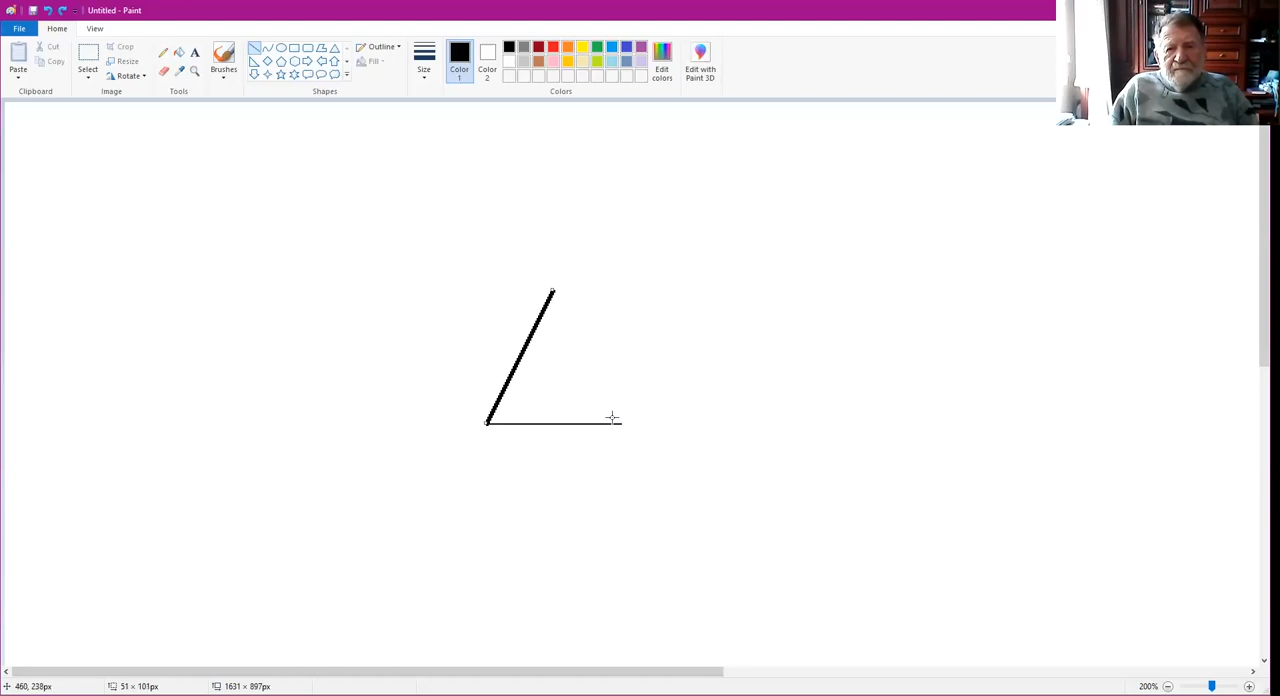 Untitled - Paint
File Home View
Paste
Cut
Copy
Clipboard
Select
Crop
Resize
Rotate
Image
A
Tools
Brushes
Outline
Fill
Shapes
Size
Color 1
Color 2
Edit colors
Colors
Edit with Paint 3D
460, 238px
51 × 101px
1631 × 897px
200%